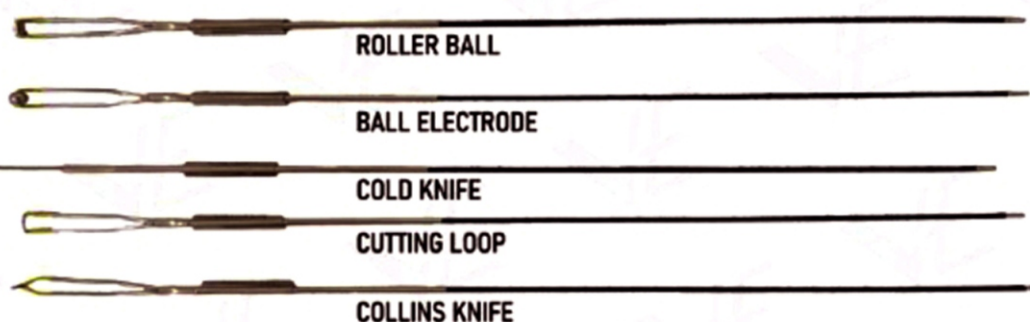 ROLLER BALL
BALL ELECTRODE
COLD KNIFE
CUTTING LOOP
COLLINS KNIFE